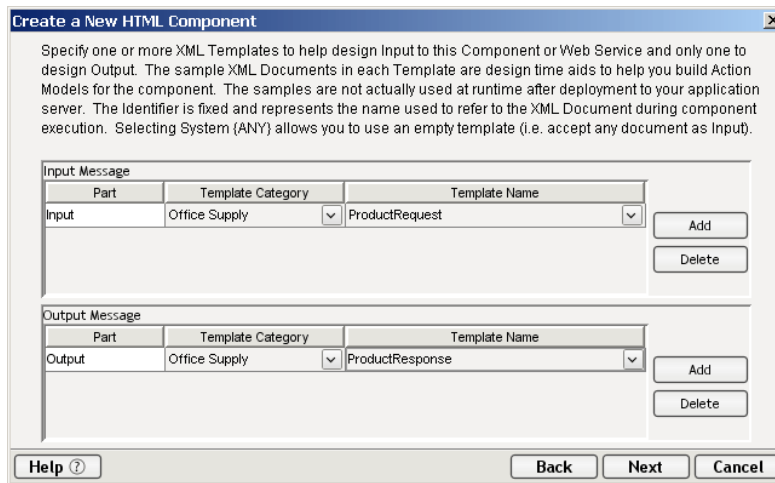 Create a New HTML Component
Specify one or more XML Templates to help design Input to this Component or Web Service and only one to
design Output. The sample XML Documents in each Template are design time aids to help you build Action
Models for the component. The samples are not actually used at runtime after deployment to your application
server. The Identifier is fixed and represents the name used to refer to the XML Document during component
execution. Selecting System {ANY} allows you to use an empty template (i.e. accept any document as Input).
Input Message
Part Template Category Template Name
Input Office Supply ProductRequest
Add
Delete
Output Message
Part Template Category Template Name
Output Office Supply ProductResponse
Add
Delete
Help ? Back Next Cancel